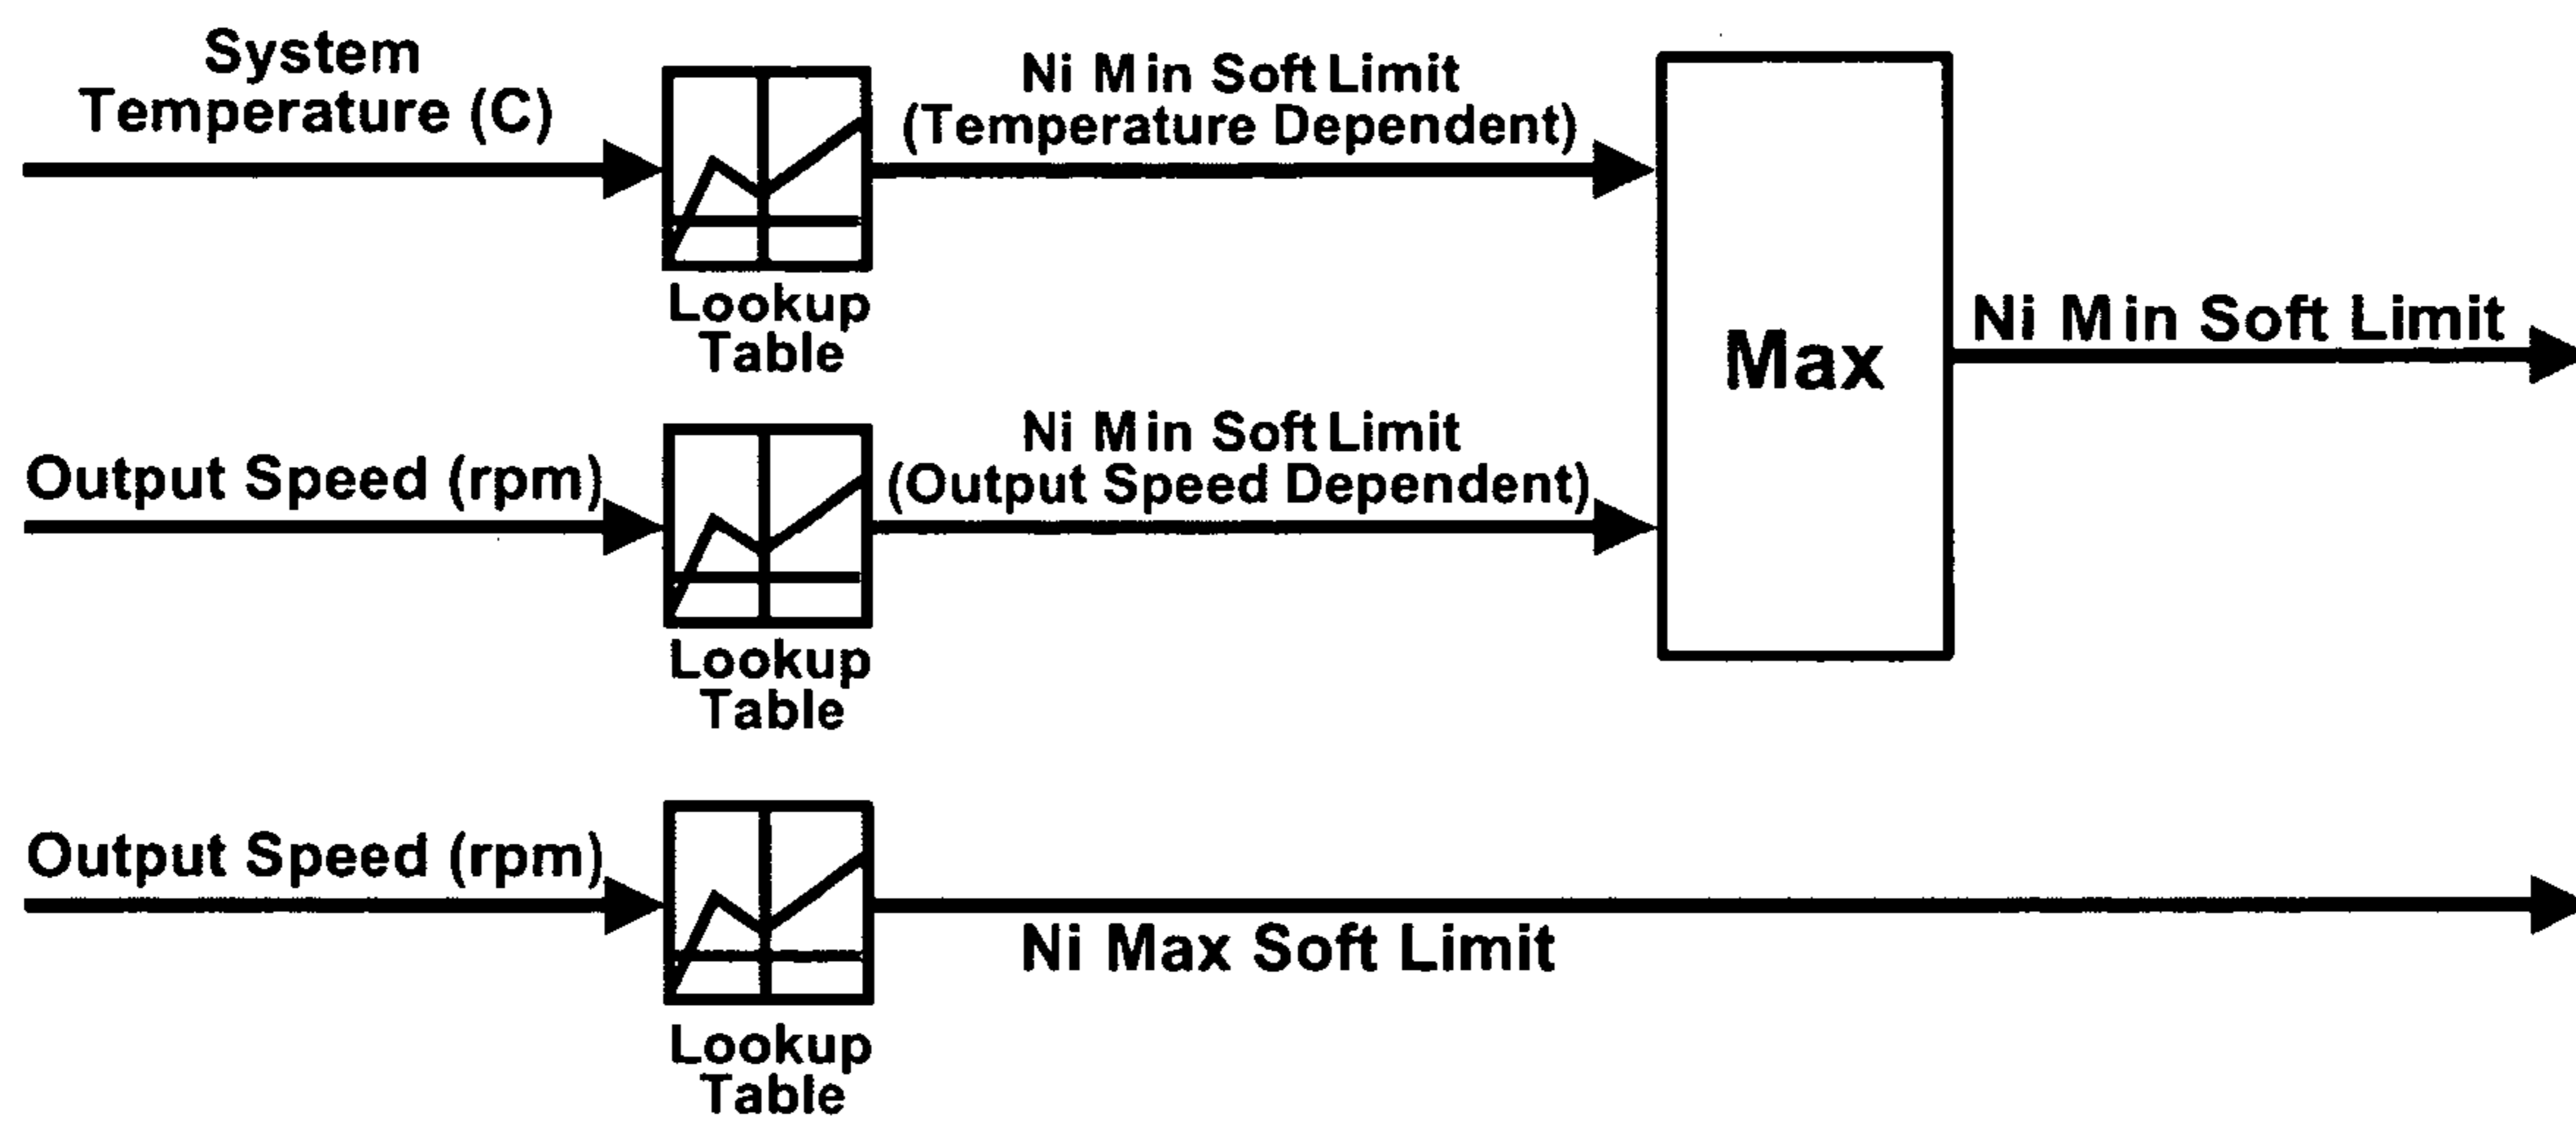 System
Temperature (C)
Ni Min Soft Limit
(Temperature Dependent)
Lookup
Table
Output Speed (rpm)
Ni Min Soft Limit
(Output Speed Dependent)
Lookup
Table
Max
Ni Min Soft Limit
Output Speed (rpm)
Ni Max Soft Limit
Lookup
Table